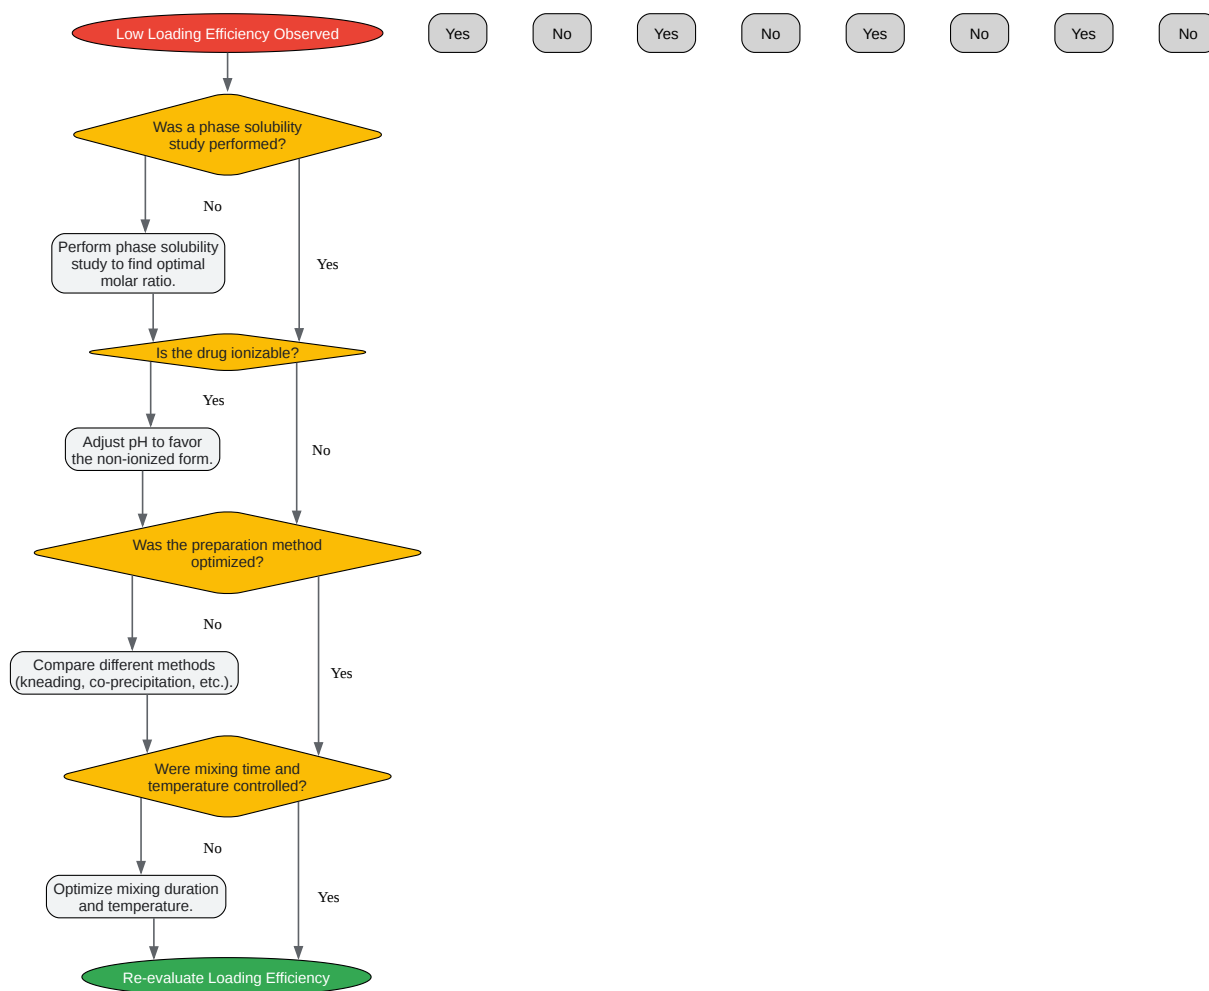 Low Loading Efficiency Observed
Yes
No
Yes
No
Yes
No
Yes
No
Was a phase solubility
study performed?
No
Perform phase solubility
study to find optimal
molar ratio.
Yes
Is the drug ionizable?
Yes
Adjust pH to favor
the non-ionized form.
No
Was the preparation method
optimized?
No
Compare different methods
(kneading, co-precipitation, etc.).
Yes
Were mixing time and
temperature controlled?
No
Optimize mixing duration
and temperature.
Yes
Re-evaluate Loading Efficiency